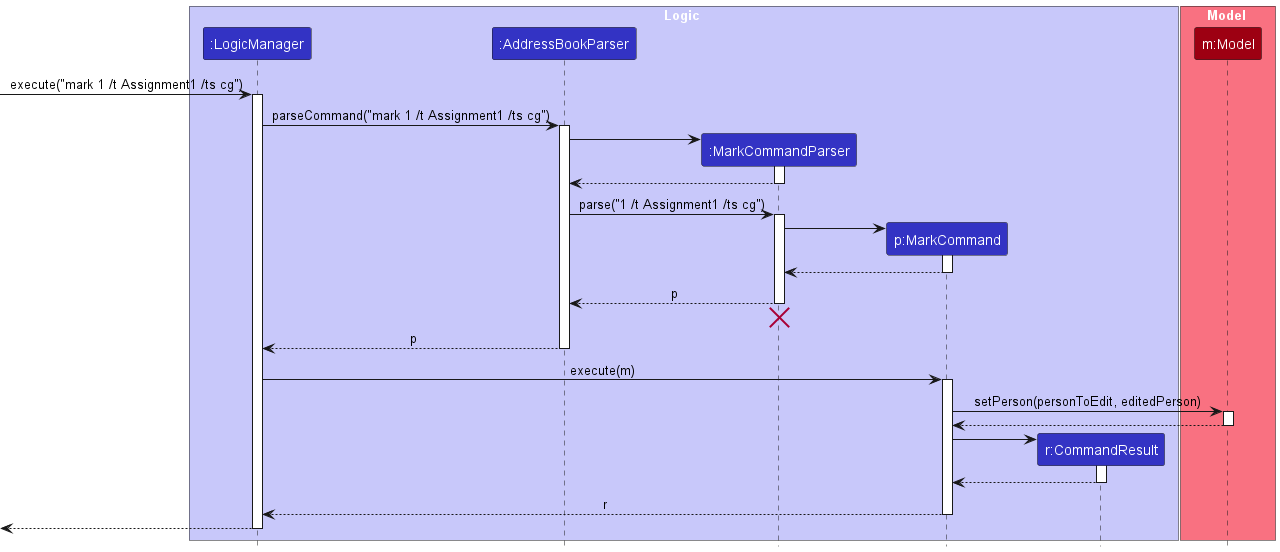 Logic
Model
:LogicManager
:AddressBookParser
m:Model
execute("mark 1 /t Assignment1 /ts cg")
parseCommand("mark 1 /t Assignment1 /ts cg")
:MarkCommandParser
parse("1 /t Assignment1 /ts cg")
p:MarkCommand
p
p
execute(m)
setPerson(personToEdit, editedPerson)
r:CommandResult
r